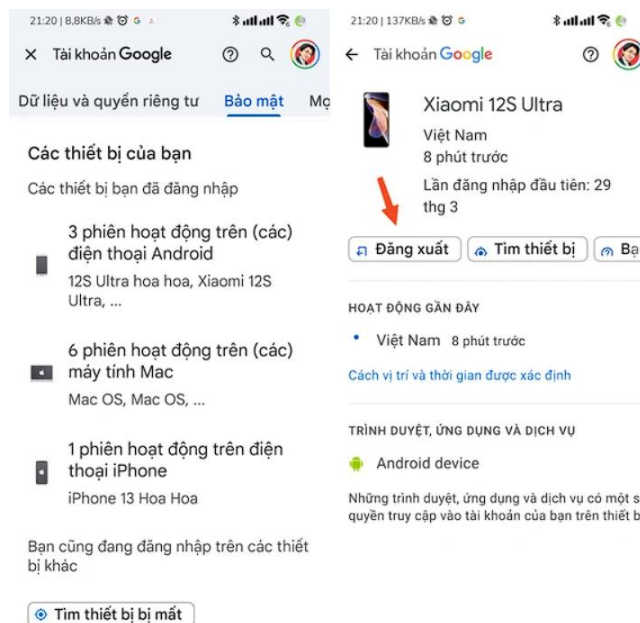 21:20 | 8,8KB/s
Tài khoản Google
Dữ liệu và quyền riêng tư Bảo mật Mọ
Các thiết bị của bạn
Các thiết bị bạn đã đăng nhập
3 phiên hoạt động trên (các)
điện thoại Android
12S Ultra hoa hoa, Xiaomi 12S
Ultra, ...
6 phiên hoạt động trên (các)
máy tính Mac
Mac OS, Mac OS, ...
1 phiên hoạt động trên điện
thoại iPhone
iPhone 13 Hoa Hoa
Bạn cũng đang đăng nhập trên các thiết
bị khác
Tìm thiết bị bị mất
21:20 | 137KB/s
Tài khoản Google
Xiaomi 12S Ultra
Việt Nam
8 phút trước
Lần đăng nhập đầu tiên: 29
thg 3
Đăng xuất Tìm thiết bị Bạ
HOẠT ĐỘNG GẦN ĐÂY
Việt Nam 8 phút trước
Cách vị trí và thời gian được xác định
TRÌNH DUYỆT, ỨNG DỤNG VÀ DỊCH VỤ
Android device
Những trình duyệt, ứng dụng và dịch vụ có một s
quyền truy cập vào tài khoản của bạn trên thiết b